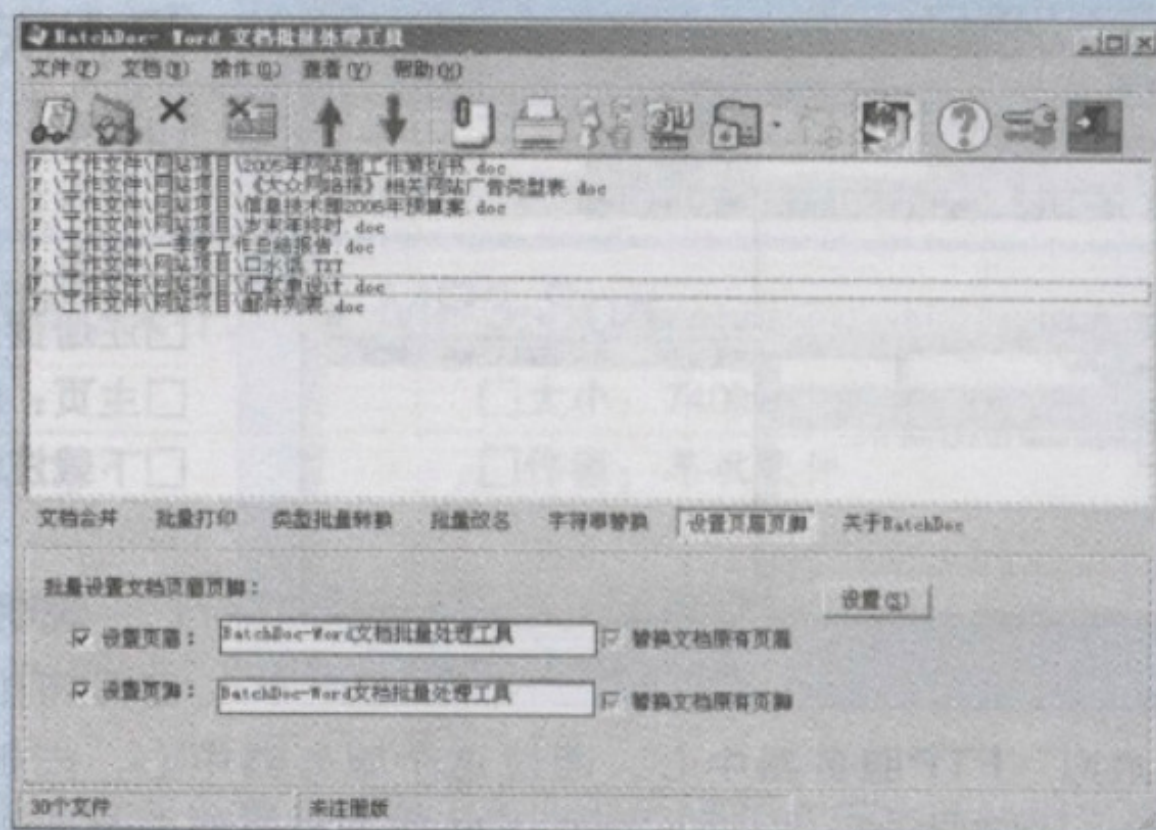 BatchDoc- Word 文档批量处理工具
文件(F) 文档(W) 操作(O) 查看(V) 帮助(H)
F:\工作文件\网站项目\2005年网站部工作策划书.doc
F:\工作文件\网站项目\《大众网络报》相关网站广告类型表.doc
F:\工作文件\网站项目\信息技术部2005年预算案.doc
F:\工作文件\网站项目\岁末年终时.doc
F:\工作文件\一季度工作总结报告.doc
F:\工作文件\网站项目\口水话.TXT
F:\工作文件\网站项目\汇款单设计.doc
F:\工作文件\网站项目\邮件列表.doc
文档合并 批量打印 类型批量转换 批量改名 字符串替换 设置页眉页脚 关于BatchDoc
批量设置文档页眉页脚：
设置(S)
设置页眉： BatchDoc-Word文档批量处理工具 替换文档原有页眉
设置页脚： BatchDoc-Word文档批量处理工具 替换文档原有页脚
30个文件 未注册版